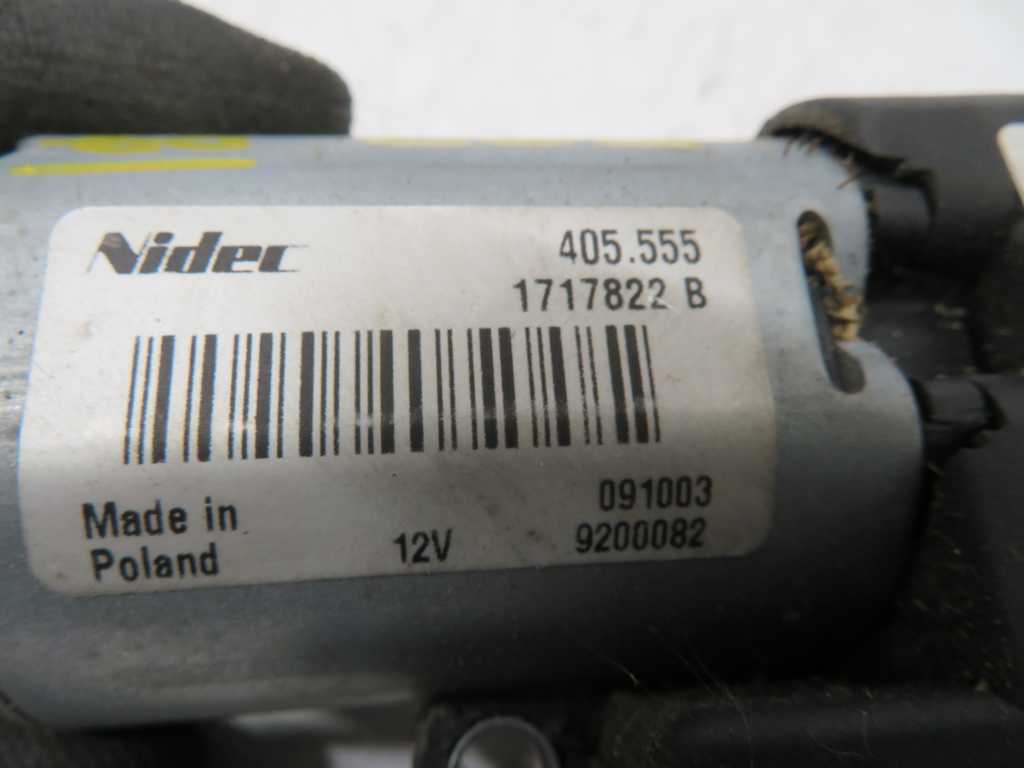 Nidec
405.555
1717822 B
Made in
Poland
12V
091003
9200082